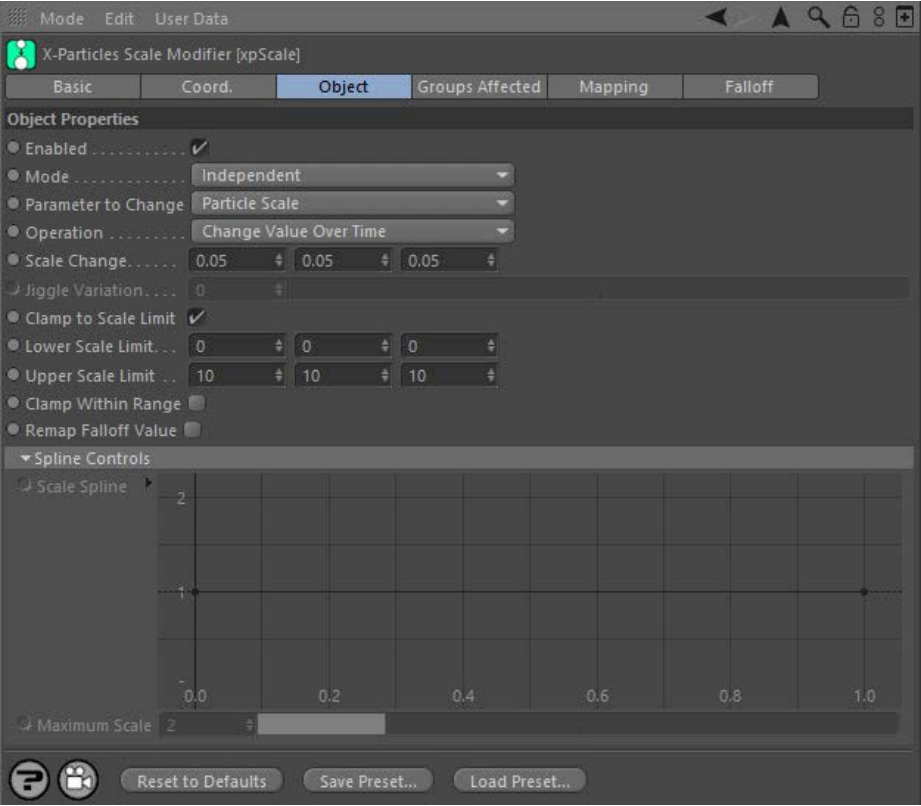 Mode Edit User Data
X-Particles Scale Modifier [xpScale]
Basic Coord. Object Groups Affected Mapping Falloff
Object Properties
Enabled . . . . . . . . . . .
Mode . . . . . . . . . . . . . Independent
Parameter to Change Particle Scale
Operation . . . . . . . . . Change Value Over Time
Scale Change. . . . . . 0.05 0.05 0.05
Jiggle Variation. . . . 0
Clamp to Scale Limit
Lower Scale Limit. . . 0 0 0
Upper Scale Limit . . 10 10 10
Clamp Within Range
Remap Falloff Value
Spline Controls
Scale Spline
2
1
-
0.0 0.2 0.4 0.6 0.8 1.0
Maximum Scale 2
Reset to Defaults Save Preset... Load Preset...